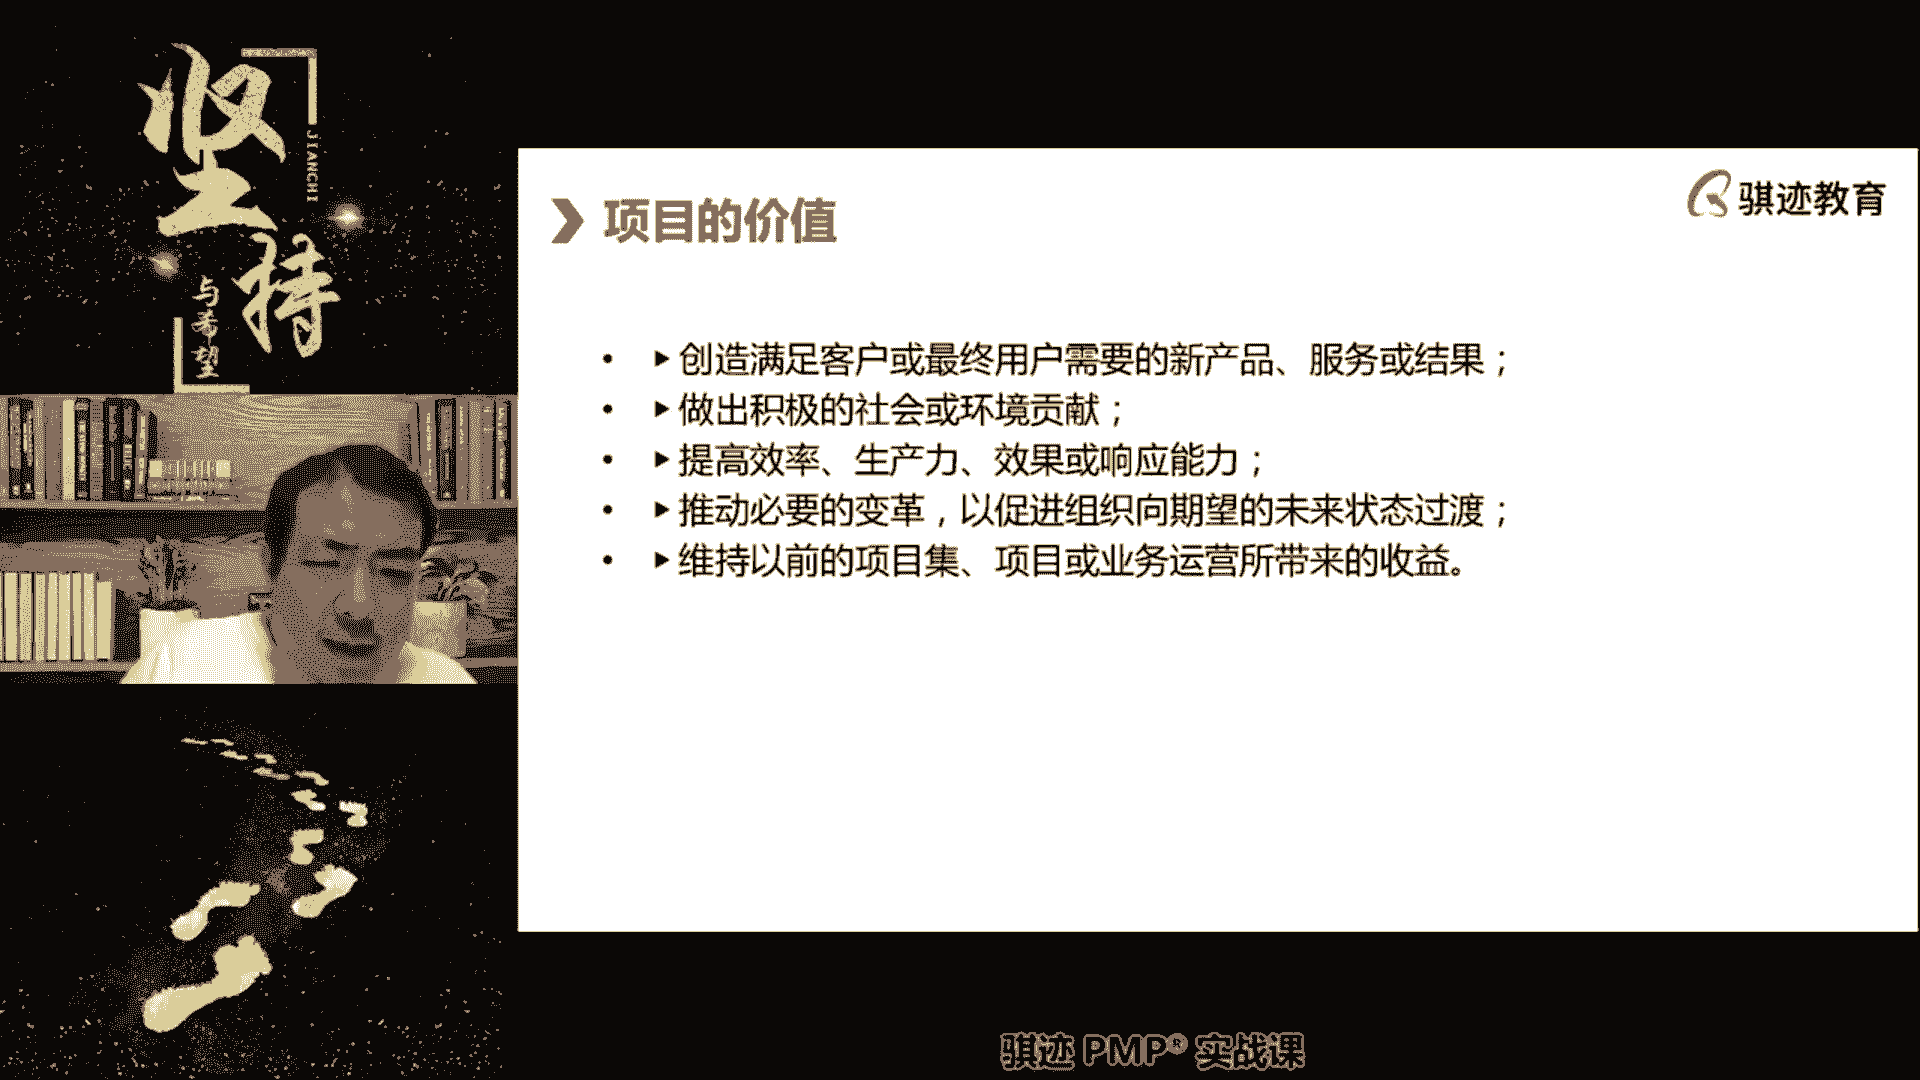 坚持
JIANCHI
与希望
骐迹教育
项目的价值
• ▶创造满足客户或最终用户需要的新产品、服务或结果；
• ▶做出积极的社会或环境贡献；
• ▶提高效率、生产力、效果或响应能力；
• ▶推动必要的变革，以促进组织向期望的未来状态过渡；
• ▶维持以前的项目集、项目或业务运营所带来的收益。
骐迹 PMP® 实战课